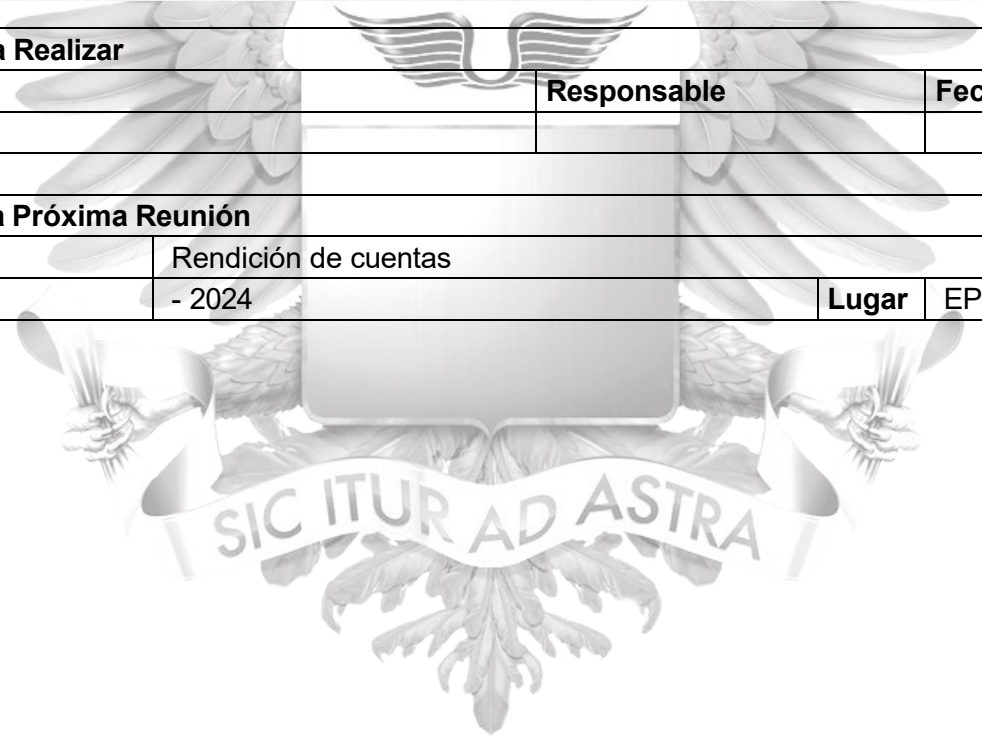 a Realizar
Responsable Fec
a Próxima Reunión
Rendición de cuentas
- 2024 Lugar EP
SIC ITUR AD ASTRA